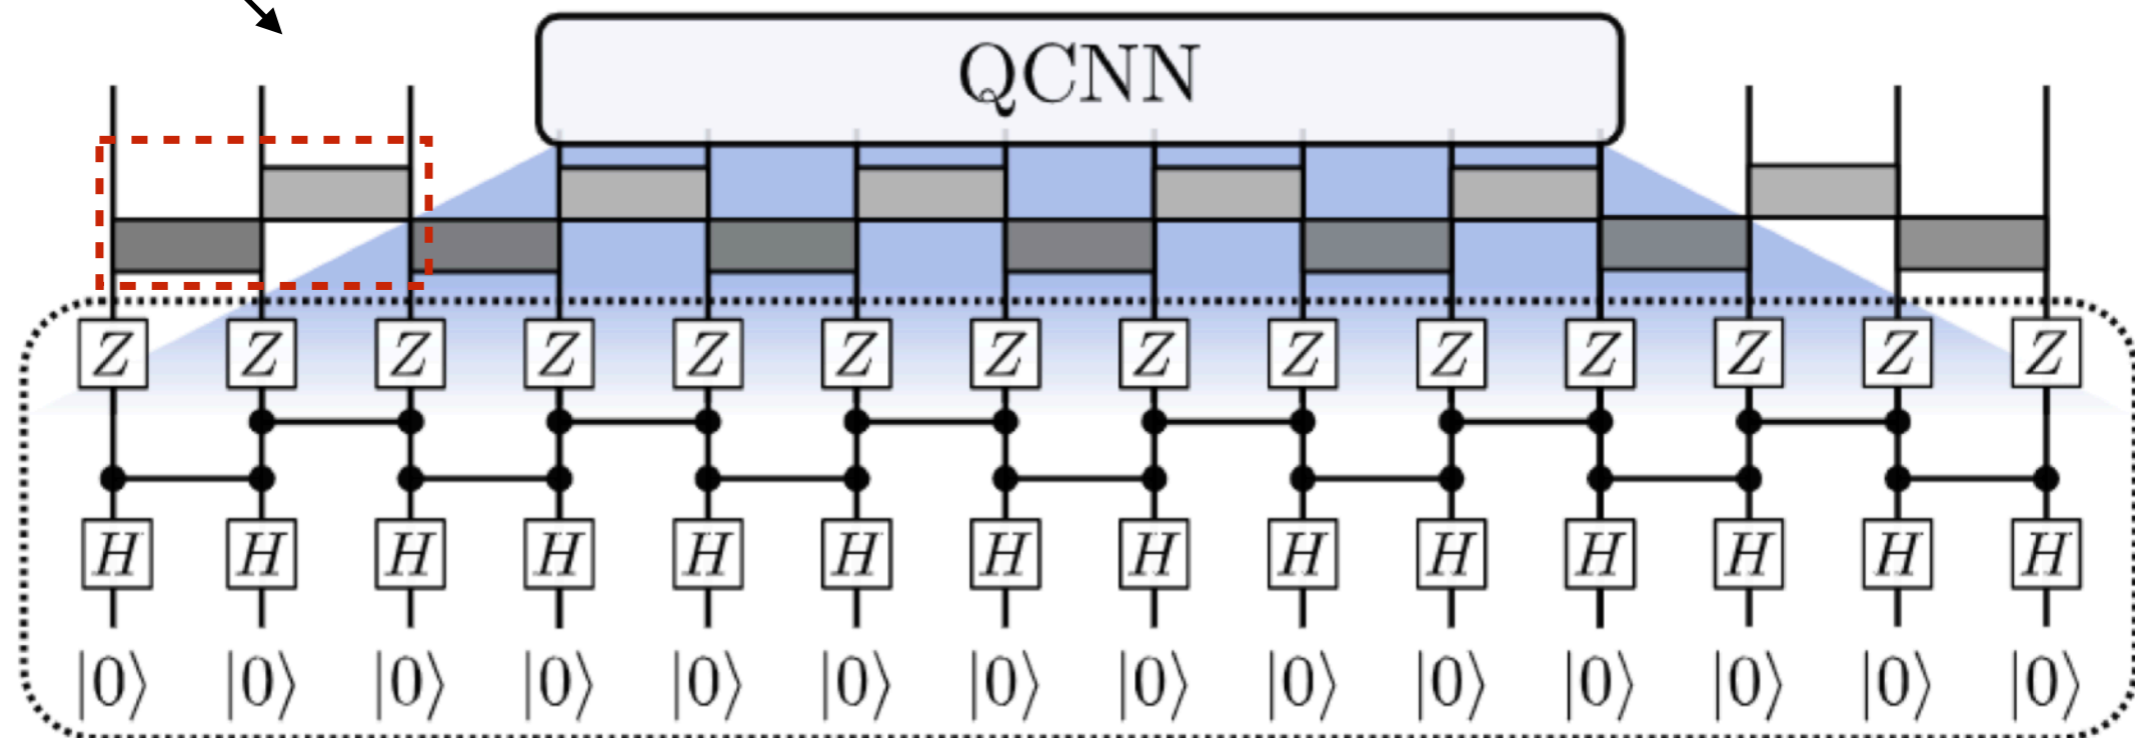 QCNN
Z Z Z Z Z Z Z Z Z Z Z Z Z Z
H H H H H H H H H H H H H H
|0⟩ |0⟩ |0⟩ |0⟩ |0⟩ |0⟩ |0⟩ |0⟩ |0⟩ |0⟩ |0⟩ |0⟩ |0⟩ |0⟩